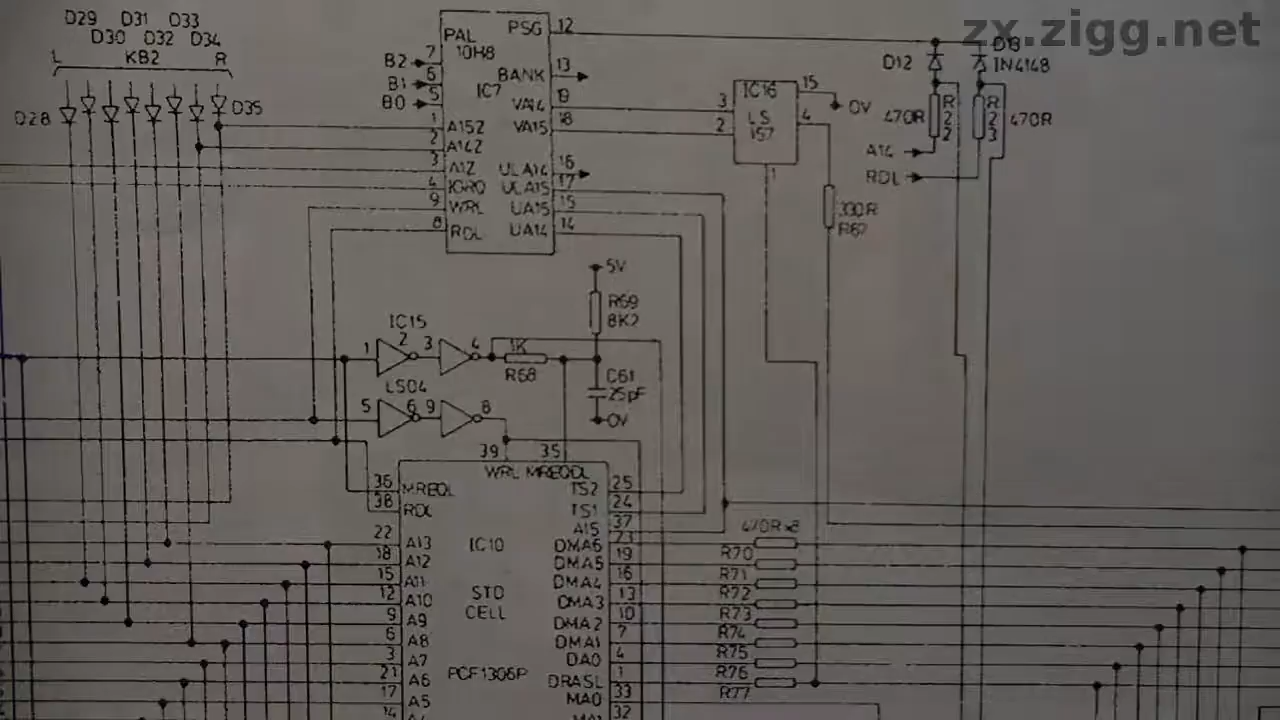 zx.zigg.net
D29 D31 D33
D30 D32 D34
L KB2 R
D28 D35
PAL
10H8
IC7
PSG 12
BANK 13
VA14 19
VA15 18
ULA14 16
ULA15 17
UA15 15
UA14 14
B2 7
B1 6
B0 5
1 A15Z
2 A14Z
3 A1Z
4 IORQ
9 WRL
8 RDL
IC16
LS
157
3
2
15
4
1
0V
330R
R67
D12
D13
1N4148
470R R22
R23 470R
A14
RDL
5V
R69
8K2
IC15
1 2 3 4
1K
R68
C61
25pF
0V
LS04
5 6 9 8
39 35
WRL MREQDL
36 MREQL
38 RDL
22 A13
18 A12
15 A11
12 A10
9 A9
6 A8
3 A7
21 A6
17 A5
14
IC10
STD
CELL
PCF1306P
TS2 25
TS1 24
A15 37
DMA6 23
DMA5 19
DMA4 16
DMA3 13
DMA2 10
DMA1 7
DA0 4
DRASL 1
MA0 33
32
470Rx8
R70
R71
R72
R73
R74
R75
R76
R77